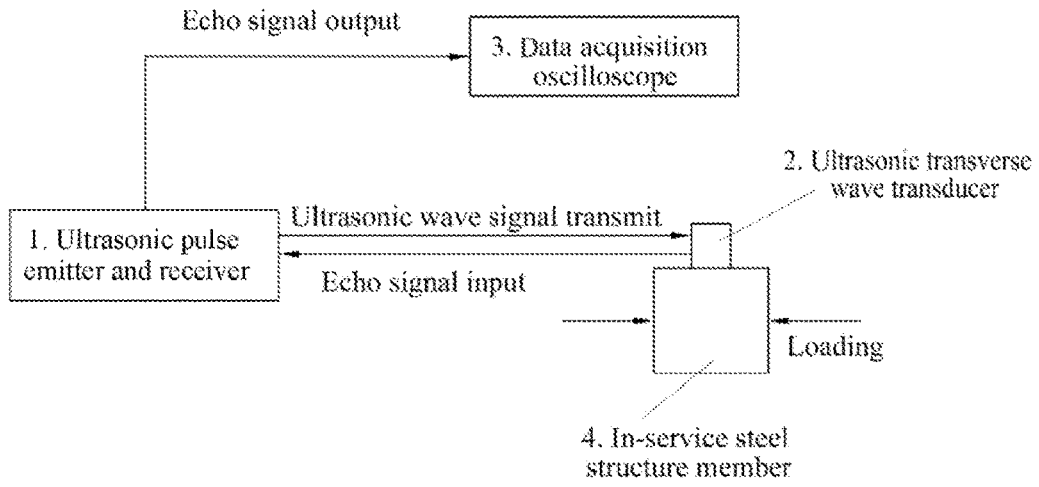 Echo signal output
3. Data acquisition
oscilloscope
2. Ultrasonic transverse
wave transducer
1. Ultrasonic pulse
emitter and receiver
Ultrasonic wave signal transmit
Echo signal input
Loading
4. In-service steel
structure member